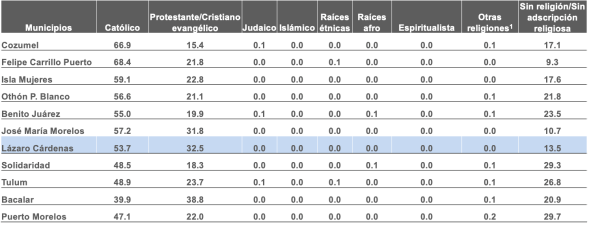 Municipios Católico Protestante/Cristiano evangélico Judaico Islámico Raíces étnicas Raíces afro Espiritualista Otras religiones¹ Sin religión/Sin adscripción religiosa
Cozumel 66.9 15.4 0.1 0.0 0.0 0.0 0.0 0.1 17.1
Felipe Carrillo Puerto 68.4 21.8 0.0 0.0 0.1 0.0 0.0 0.0 9.3
Isla Mujeres 59.1 22.8 0.0 0.0 0.0 0.0 0.0 0.0 17.6
Othón P. Blanco 56.6 21.1 0.0 0.0 0.0 0.0 0.0 0.1 21.8
Benito Juárez 55.0 19.9 0.1 0.0 0.0 0.1 0.0 0.1 23.5
José María Morelos 57.2 31.8 0.0 0.0 0.0 0.0 0.0 0.0 10.7
Lázaro Cárdenas 53.7 32.5 0.0 0.0 0.0 0.0 0.0 0.0 13.5
Solidaridad 48.5 18.3 0.0 0.0 0.0 0.1 0.0 0.1 29.3
Tulum 48.9 23.7 0.1 0.0 0.1 0.0 0.0 0.1 26.8
Bacalar 39.9 38.8 0.0 0.0 0.0 0.0 0.0 0.1 20.9
Puerto Morelos 47.1 22.0 0.0 0.0 0.0 0.0 0.0 0.2 29.7